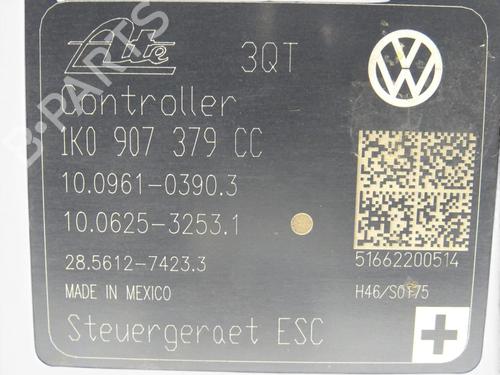 Ate
3QT
Controller
1K0 907 379 CC
10.0961-0390.3
10.0625-3253.1
28.5612-7423.3
51662200514
MADE IN MEXICO
H46/S0175
Steuergeraet ESC
B-PARTS